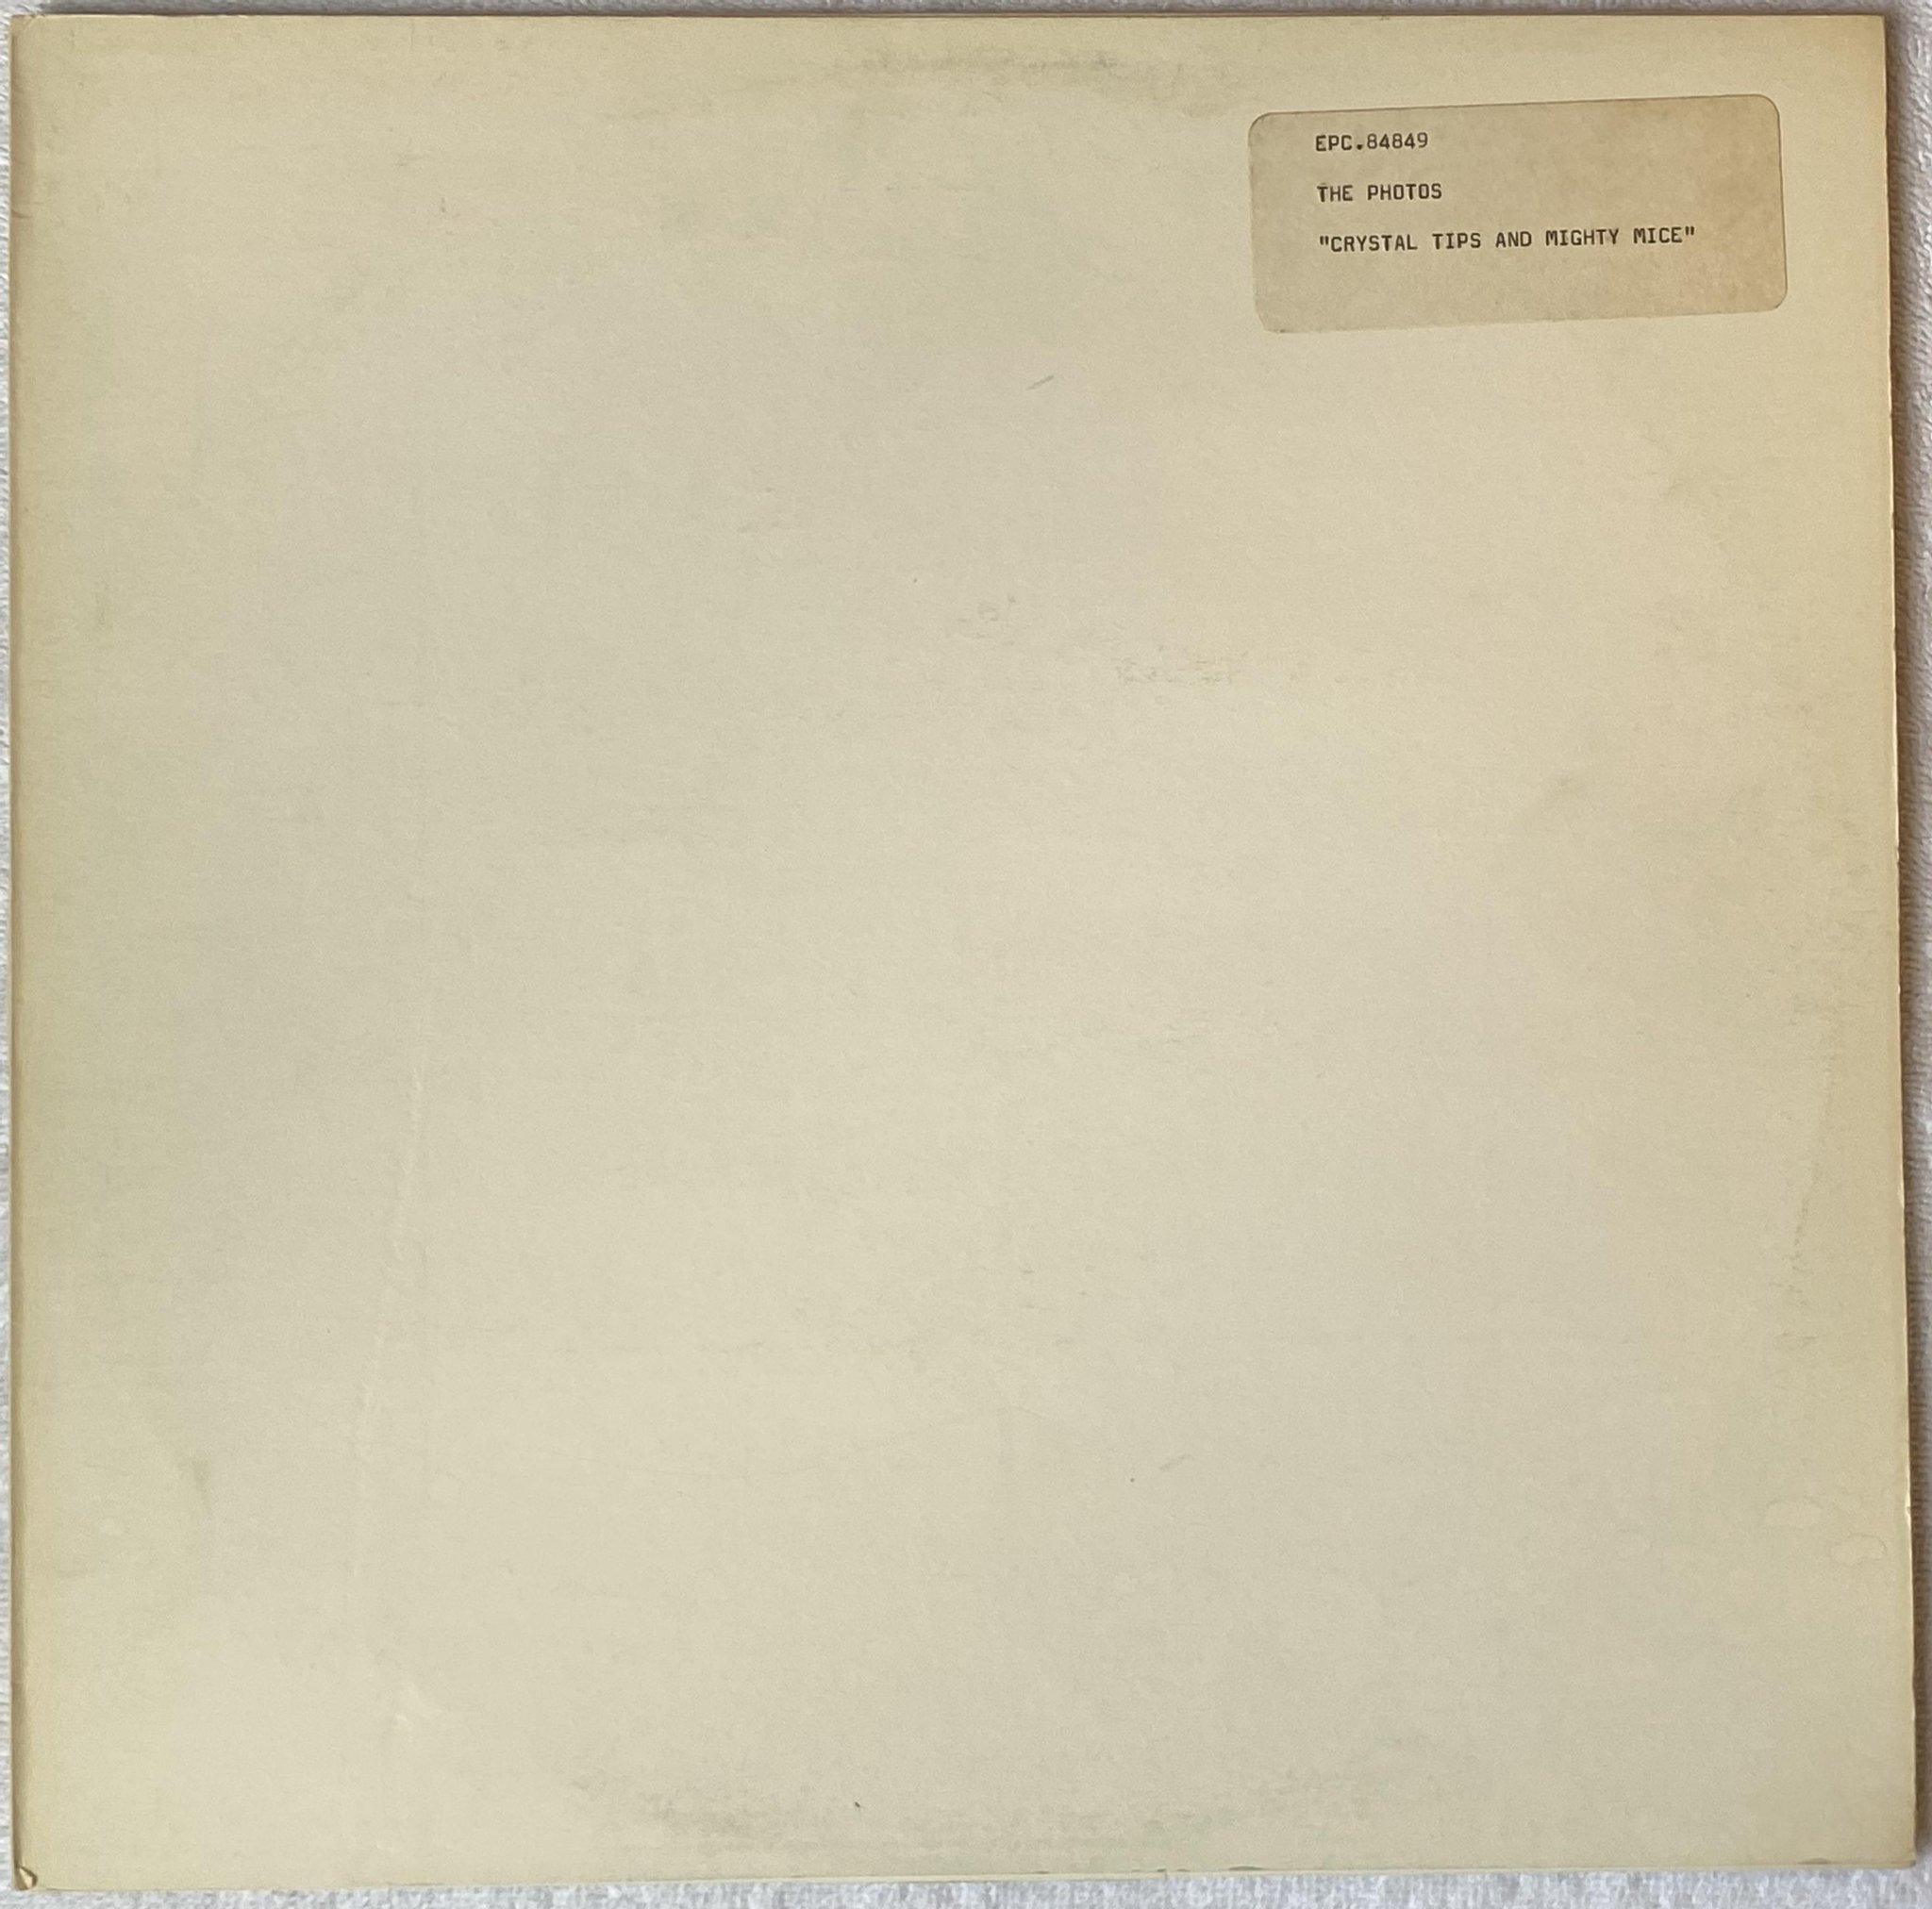 EPC.84849
THE PHOTOS
"CRYSTAL TIPS AND MIGHTY MICE"